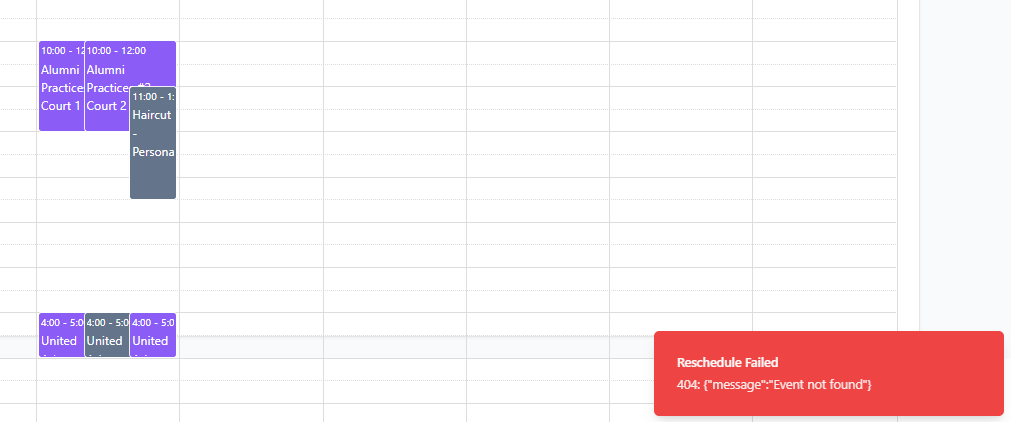 10:00 - 12
10:00 - 12:00
Alumni
Practice
Court 1
Alumni
Practice
Court 2
11:00 - 1:
Haircut
-
Persona
4:00 - 5:0
United
4:00 - 5:0
United
4:00 - 5:0
United
Reschedule Failed
404: {"message":"Event not found"}